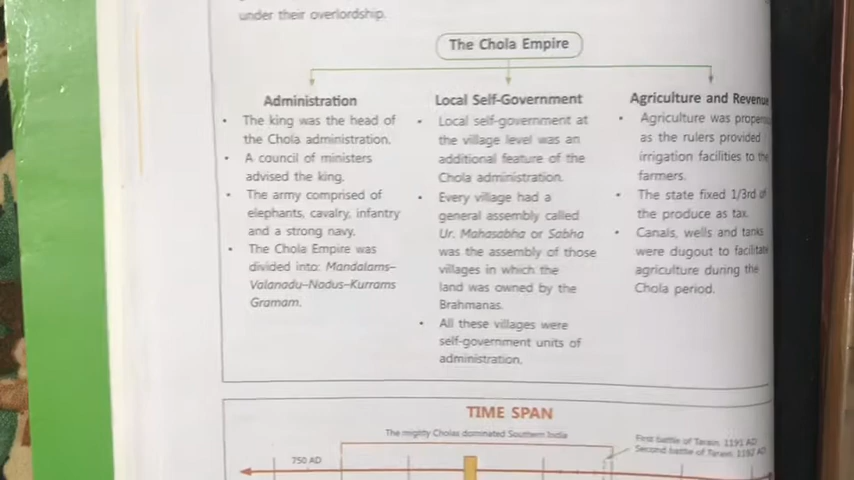 under their overlordship.
The Chola Empire
Administration
• The king was the head of
the Chola administration.
• A council of ministers
advised the king.
• The army comprised of
elephants, cavalry, infantry
and a strong navy.
• The Chola Empire was
divided into: Mandalams–
Valanadu–Nadus–Kurrams
Gramam.
Local Self-Government
• Local self-government at
the village level was an
additional feature of the
Chola administration.
• Every village had a
general assembly called
Ur. Mahasabha or Sabha
was the assembly of those
villages in which the
land was owned by the
Brahmanas.
• All these villages were
self-government units of
administration.
Agriculture and Revenue
• Agriculture was
as the rulers provided
irrigation facilities to the
farmers.
• The state fixed 1/3rd of
the produce as tax.
• Canals, wells and tanks
were dugout to facilitate
agriculture during the
Chola period.
TIME SPAN
The mighty Cholas dominated Southern India
First battle of Tarain, 1191 AD
Second battle of Tarain, 1192 AD
750 AD